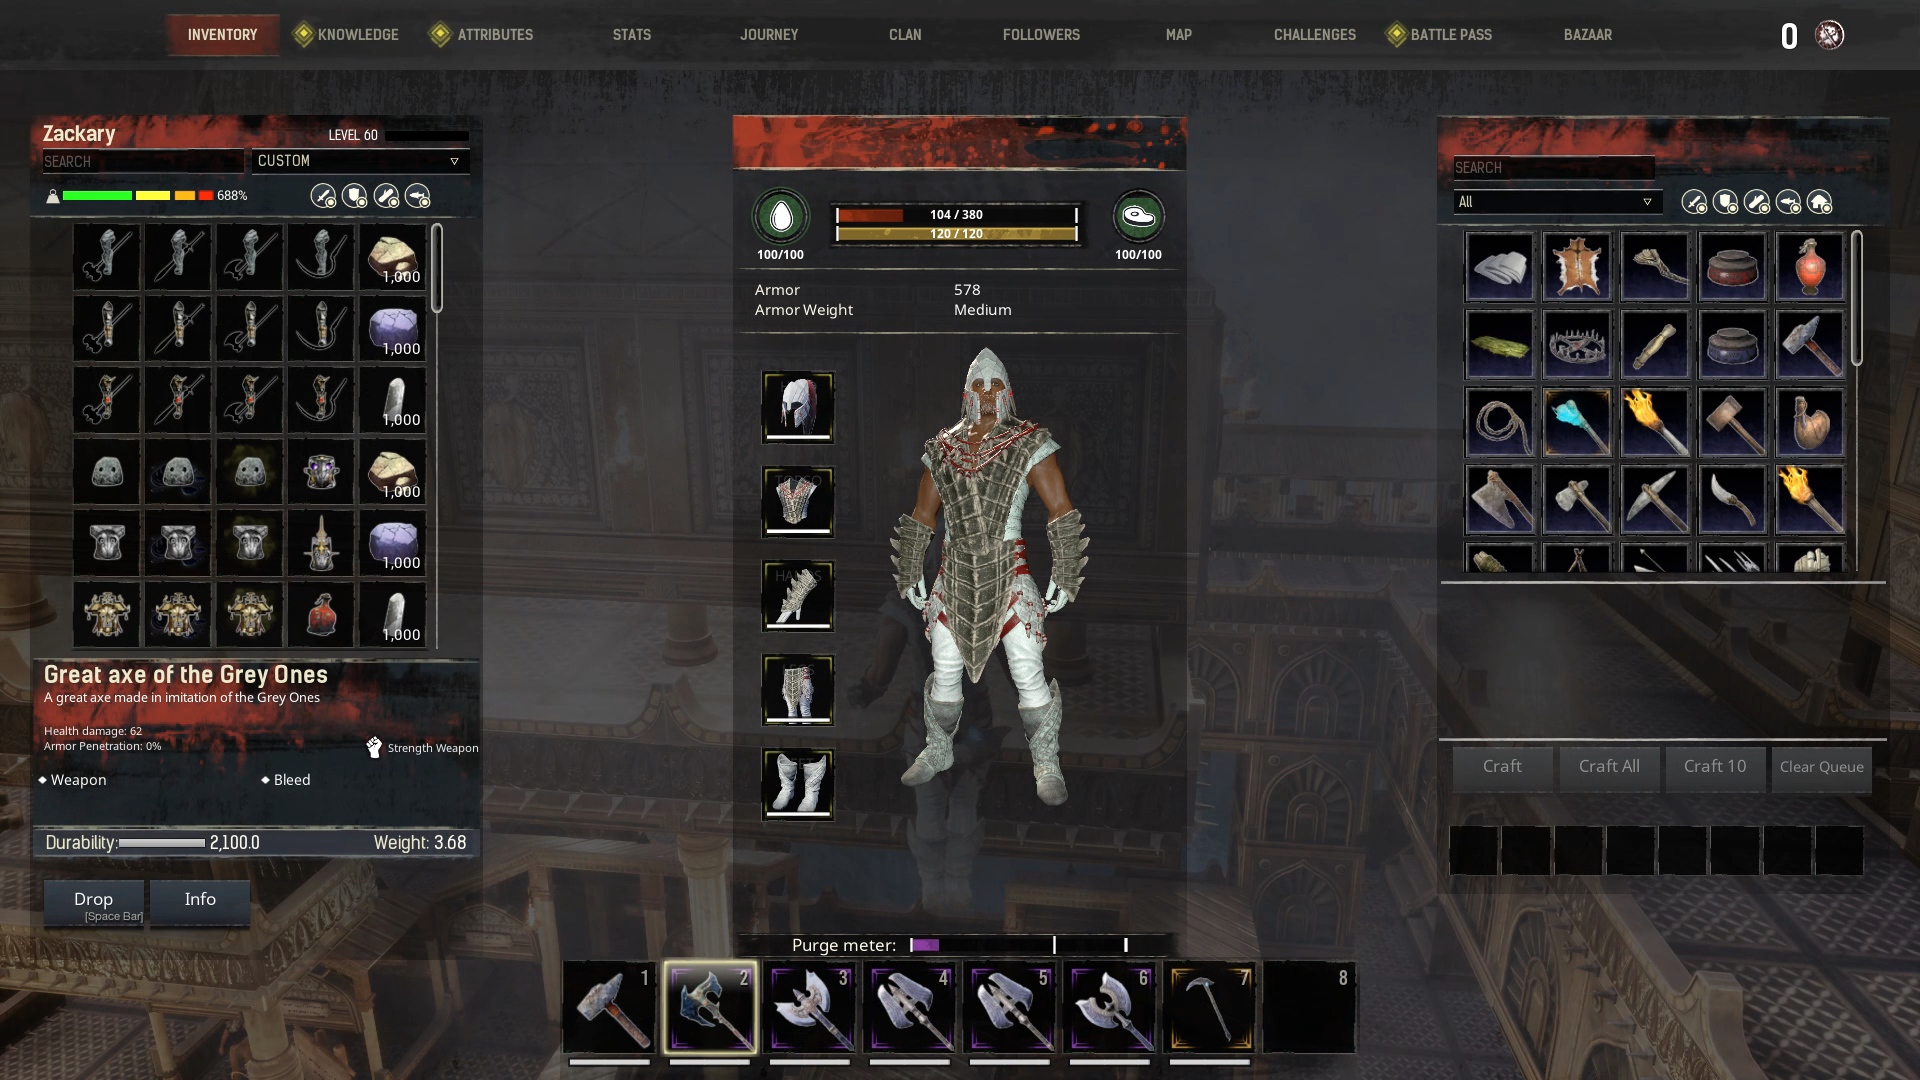 INVENTORY
KNOWLEDGE
ATTRIBUTES
STATS
JOURNEY
CLAN
FOLLOWERS
MAP
CHALLENGES
BATTLE PASS
BAZAAR
0
Zackary
LEVEL 60
SEARCH
CUSTOM
688%
1,000
1,000
1,000
1,000
1,000
1,000
Great axe of the Grey Ones
A great axe made in imitation of the Grey Ones
Health damage: 62
Armor Penetration: 0%
Strength Weapon
Weapon
Bleed
Durability:
2,100.0
Weight: 3.68
Drop
[Space Bar]
Info
104 / 380
120 / 120
100/100
100/100
Armor
578
Armor Weight
Medium
Purge meter:
1
2
3
4
5
6
7
8
SEARCH
All
Craft
Craft All
Craft 10
Clear Queue